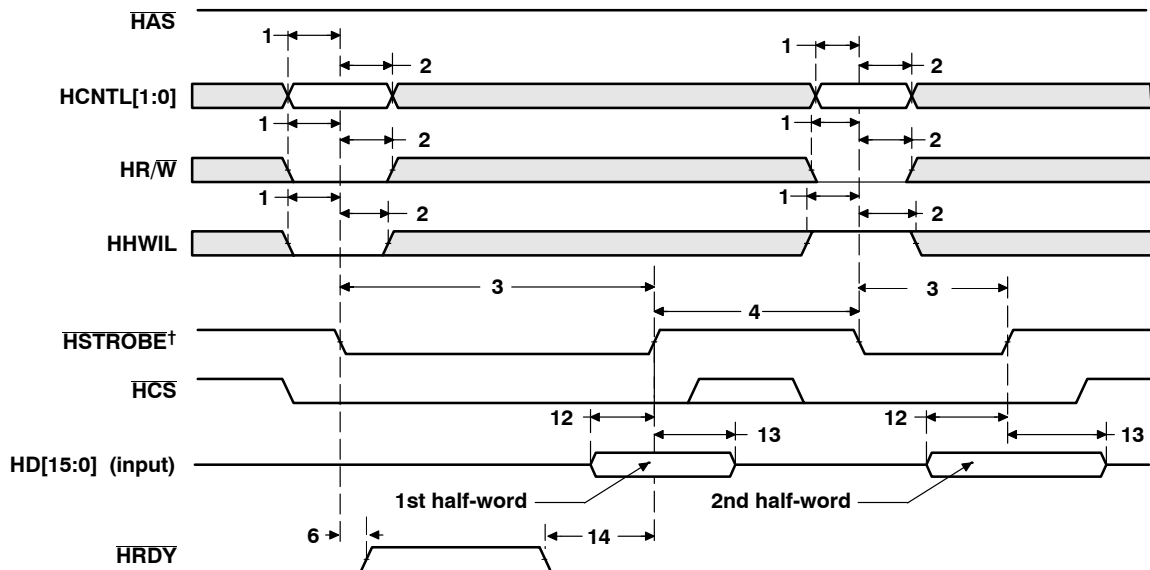 HAS
1
1
2
2
HCNTL[1:0]
1
1
2
2
HR/W
1
1
2
2
HHWIL
3
3
4
HSTROBE†
HCS
12
12
13
13
HD[15:0] (input)
1st half-word
2nd half-word
6
14
HRDY